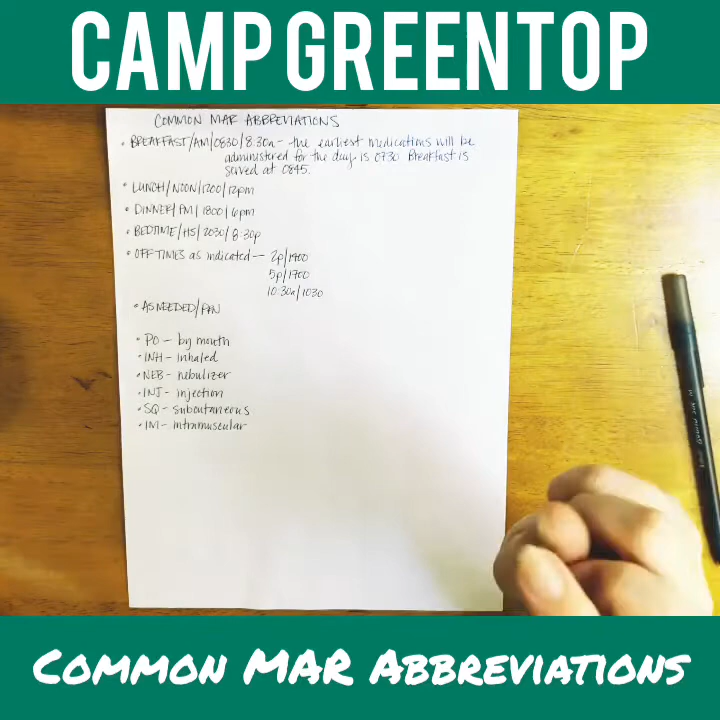 CAMP GREENTOP
COMMON MAR ABBREVIATIONS
• BREAKFAST/AM/0830/8:30a - the earliest medications will be
administered for the day is 0730. Breakfast is
served at 0845.
• LUNCH/NOON/1200/12pm
• DINNER/PM/1800/6pm
• BEDTIME/HS/2030/8:30p
• OFF TIMES as indicated — 2p/1400
5p/1700
10:30a/1030
• AS NEEDED/PRN
• PO - by mouth
• INH - inhaled
• NEB - nebulizer
• INJ - injection
• SQ - subcutaneous
• IM - intramuscular
COMMON MAR ABBREVIATIONS